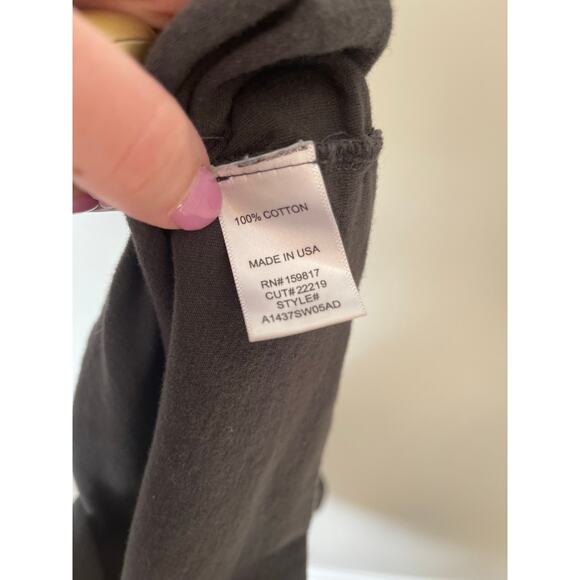 100% COTTON
MADE IN USA
RN#159817
CUT#22219
STYLE#
A1437SW05AD